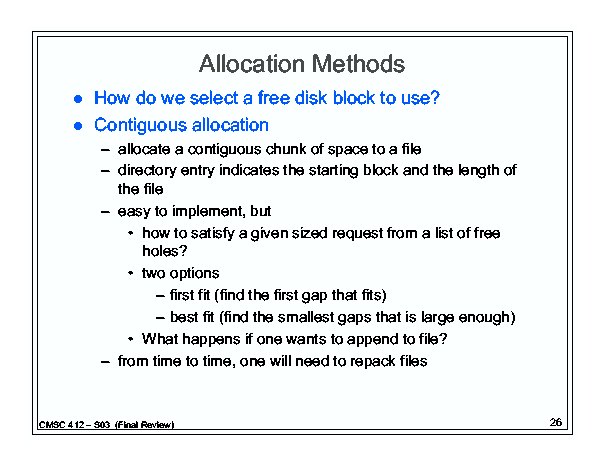 Allocation Methods
● How do we select a free disk block to use?
● Contiguous allocation
– allocate a contiguous chunk of space to a file
– directory entry indicates the starting block and the length of
the file
– easy to implement, but
• how to satisfy a given sized request from a list of free
holes?
• two options
– first fit (find the first gap that fits)
– best fit (find the smallest gaps that is large enough)
• What happens if one wants to append to file?
– from time to time, one will need to repack files
CMSC 412 – S03 (Final Review)
26